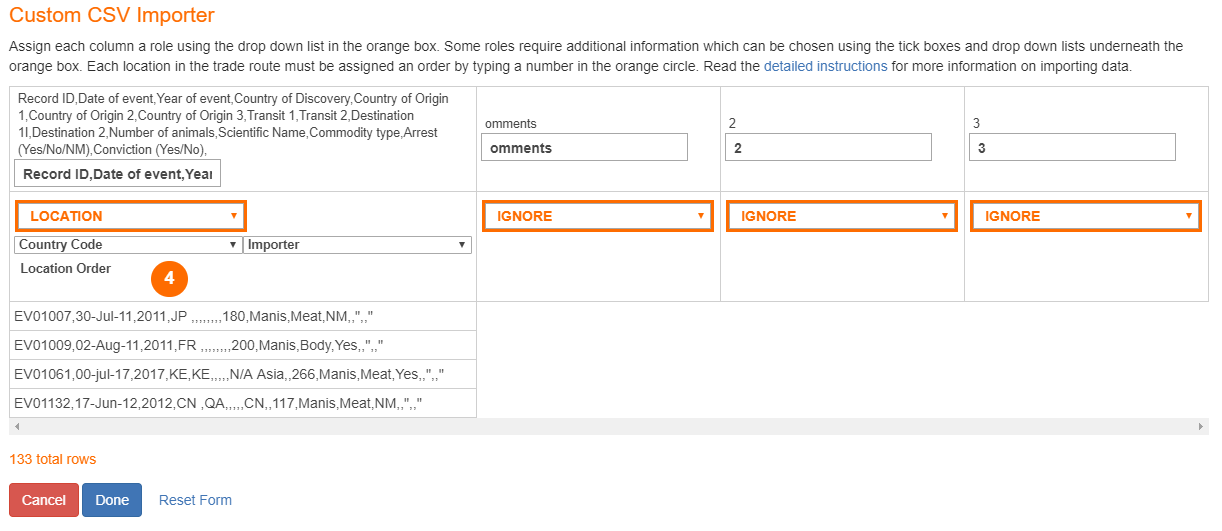 Custom CSV Importer
Assign each column a role using the drop down list in the orange box. Some roles require additional information which can be chosen using the tick boxes and drop down lists underneath the
orange box. Each location in the trade route must be assigned an order by typing a number in the orange circle. Read the detailed instructions for more information on importing data.
Record ID,Date of event,Year of event,Country of Discovery,Country of Origin
1,Country of Origin 2,Country of Origin 3,Transit 1,Transit 2,Destination
1l,Destination 2,Number of animals,Scientific Name,Commodity type,Arrest
(Yes/No/NM),Conviction (Yes/No),
Record ID,Date of event,Year
omments
omments
2
2
3
3
LOCATION
IGNORE
IGNORE
IGNORE
Country Code
Importer
Location Order
4
EV01007,30-Jul-11,2011,JP ,,,,,,,,180,Manis,Meat,NM,,",,"
EV01009,02-Aug-11,2011,FR ,,,,,,,,200,Manis,Body,Yes,,",,"
EV01061,00-jul-17,2017,KE,KE,,,,,N/A Asia,,266,Manis,Meat,Yes,,",,"
EV01132,17-Jun-12,2012,CN ,QA,,,,,CN,,117,Manis,Meat,NM,,",,"
133 total rows
Cancel
Done
Reset Form